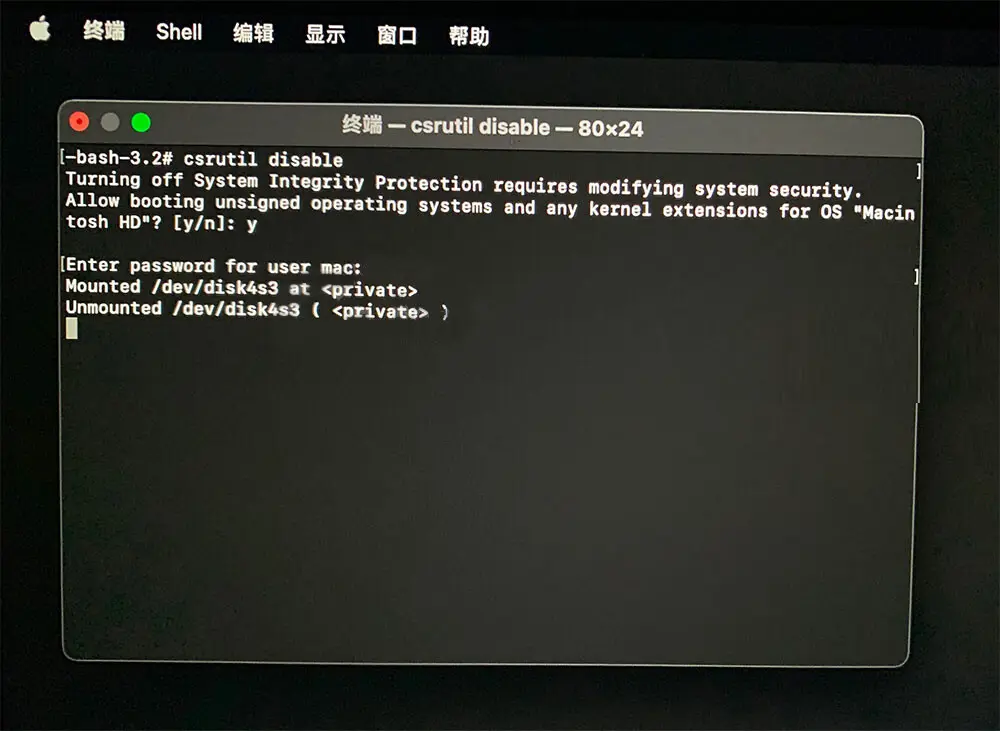 终端 Shell 编辑 显示 窗口 帮助
终端 — csrutil disable — 80×24
[-bash-3.2# csrutil disable ]
Turning off System Integrity Protection requires modifying system security.
Allow booting unsigned operating systems and any kernel extensions for OS "Macin
tosh HD"? [y/n]: y
[Enter password for user mac: ]
Mounted /dev/disk4s3 at <private>
Unmounted /dev/disk4s3 ( <private> )